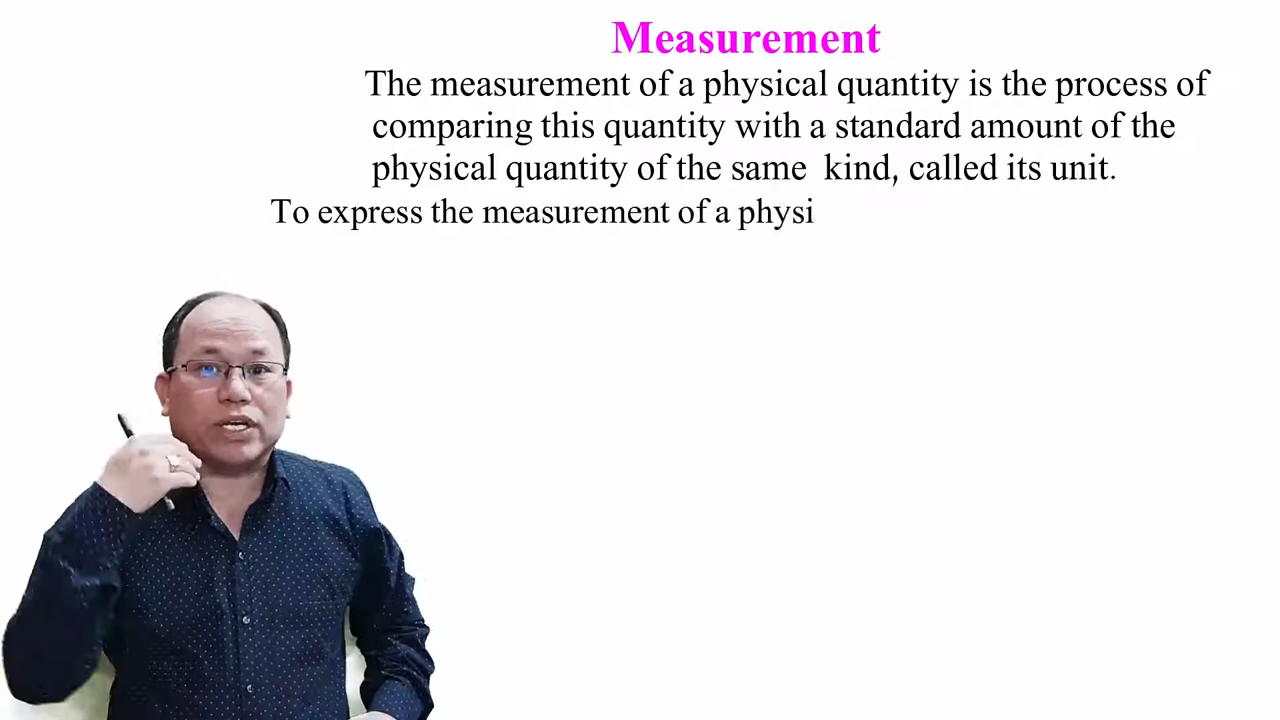 Measurement
The measurement of a physical quantity is the process of
comparing this quantity with a standard amount of the
physical quantity of the same kind, called its unit.
To express the measurement of a physi